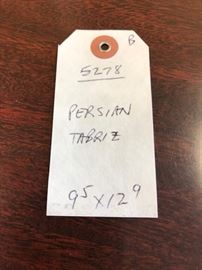 B
5278
PERSIAN
TABRIZ
9⁵ x 12⁹